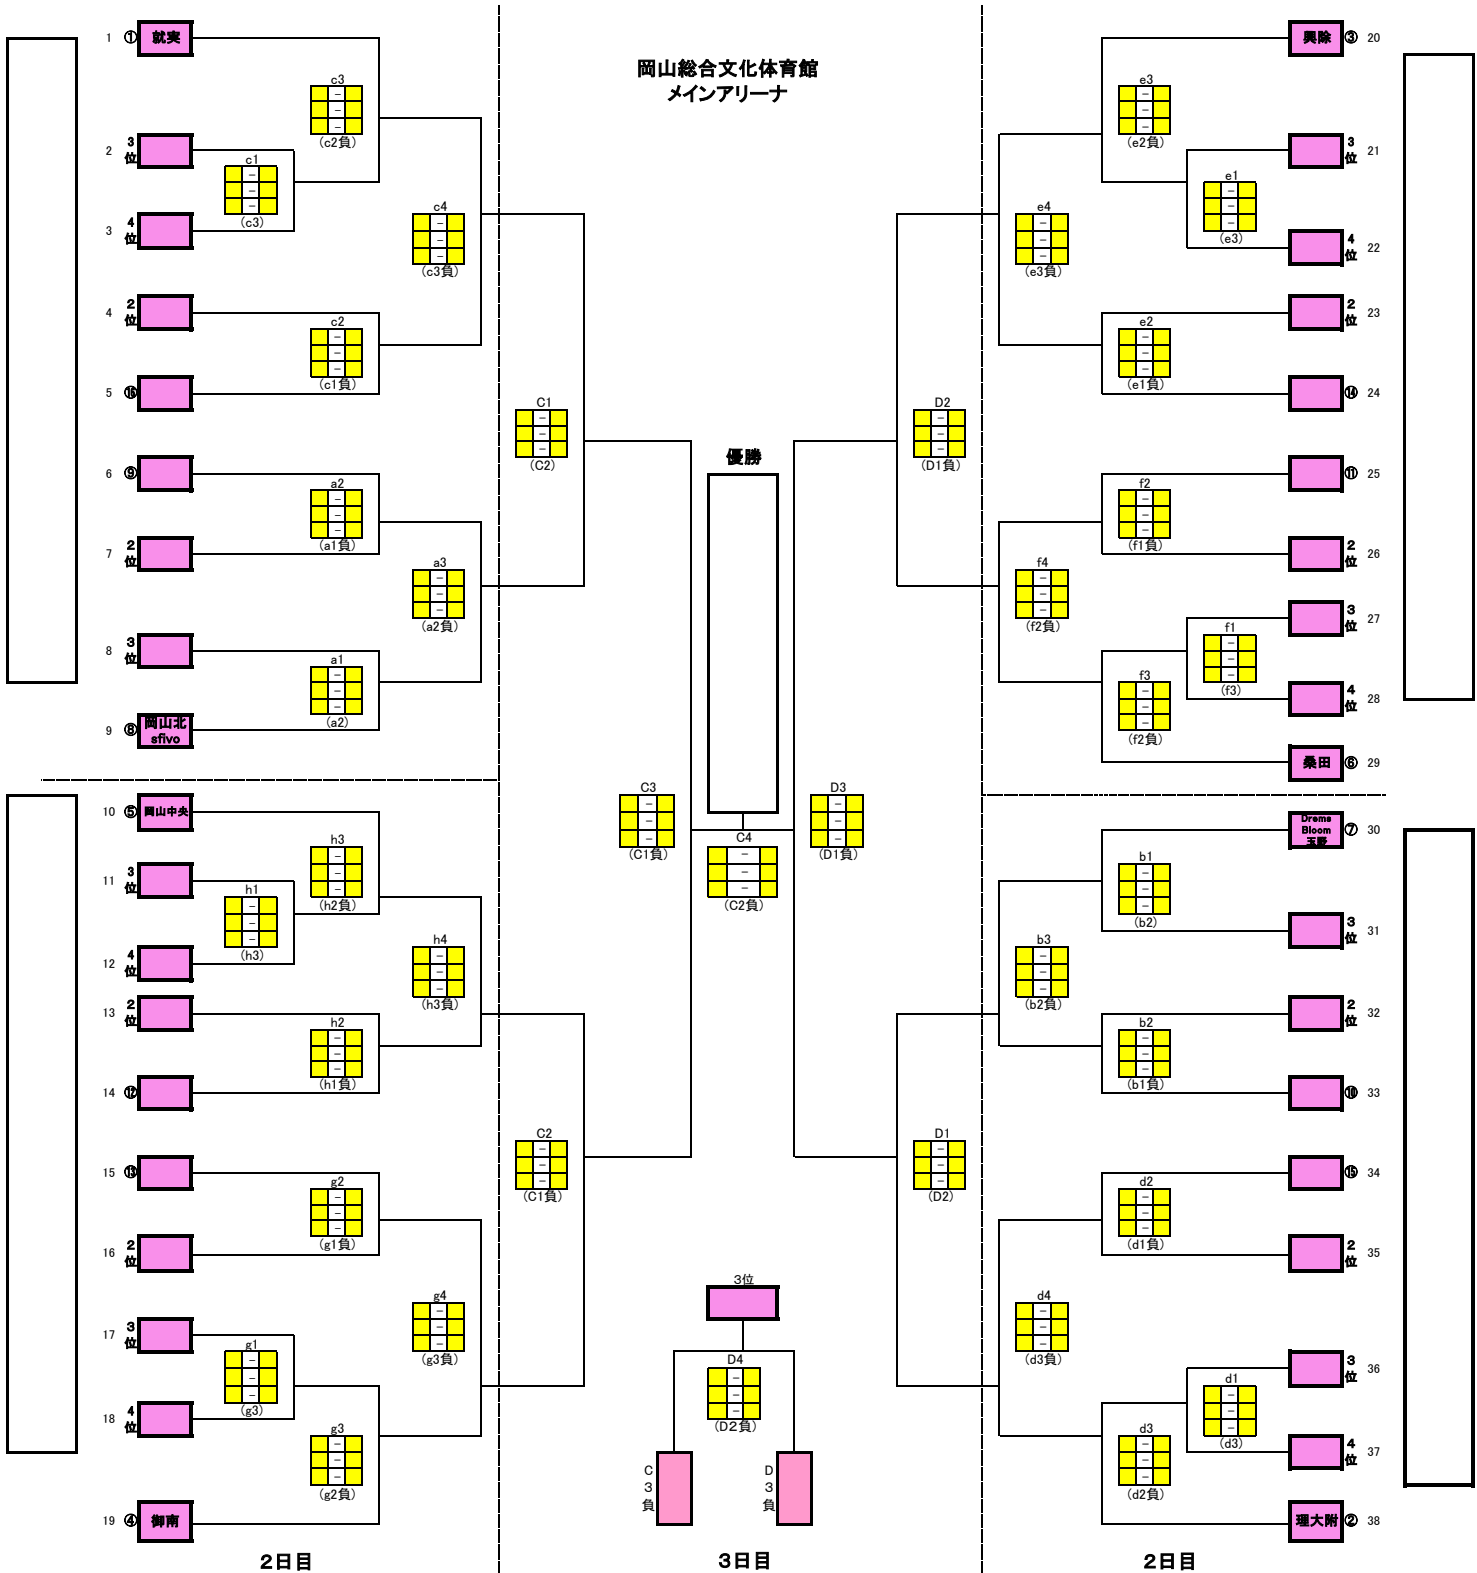 岡山総合文化体育館
メインアリーナ
1 ① 就実
2 3位
3 4位
4 2位
5 ⑯
6 ⑨
7 2位
8 3位
9 ⑧ 岡山北
sfivo
c3
－
－
－
(c2負)
c1
－
－
－
(c3)
c4
－
－
－
(c3負)
c2
－
－
－
(c1負)
a2
－
－
－
(a1負)
a3
－
－
－
(a2負)
a1
－
－
－
(a2)
C1
－
－
－
(C2)
10 ⑤ 岡山中央
11 3位
12 4位
13 2位
14 ⑫
15 ⑬
16 2位
17 3位
18 4位
19 ④ 御南
h3
－
－
－
(h2負)
h1
－
－
－
(h3)
h4
－
－
－
(h3負)
h2
－
－
－
(h1負)
g2
－
－
－
(g1負)
g4
－
－
－
(g3負)
g1
－
－
－
(g3)
g3
－
－
－
(g2負)
C2
－
－
－
(C1負)
優勝
C3
－
－
－
(C1負)
C4
－
－
－
(C2負)
D3
－
－
－
(D1負)
3位
D4
－
－
－
(D2負)
C3負
D3負
興除 ③ 20
3位 21
4位 22
2位 23
⑭ 24
⑪ 25
2位 26
3位 27
4位 28
桑田 ⑥ 29
e3
－
－
－
(e2負)
e1
－
－
－
(e3)
e4
－
－
－
(e3負)
e2
－
－
－
(e1負)
D2
－
－
－
(D1負)
f2
－
－
－
(f1負)
f4
－
－
－
(f2負)
f1
－
－
－
(f3)
f3
－
－
－
(f2負)
Drems
Bloom
玉野 ⑦ 30
3位 31
2位 32
⑩ 33
⑮ 34
2位 35
3位 36
4位 37
理大附 ② 38
b1
－
－
－
(b2)
b3
－
－
－
(b2負)
b2
－
－
－
(b1負)
D1
－
－
－
(D2)
d2
－
－
－
(d1負)
d4
－
－
－
(d3負)
d1
－
－
－
(d3)
d3
－
－
－
(d2負)
2日目
3日目
2日目